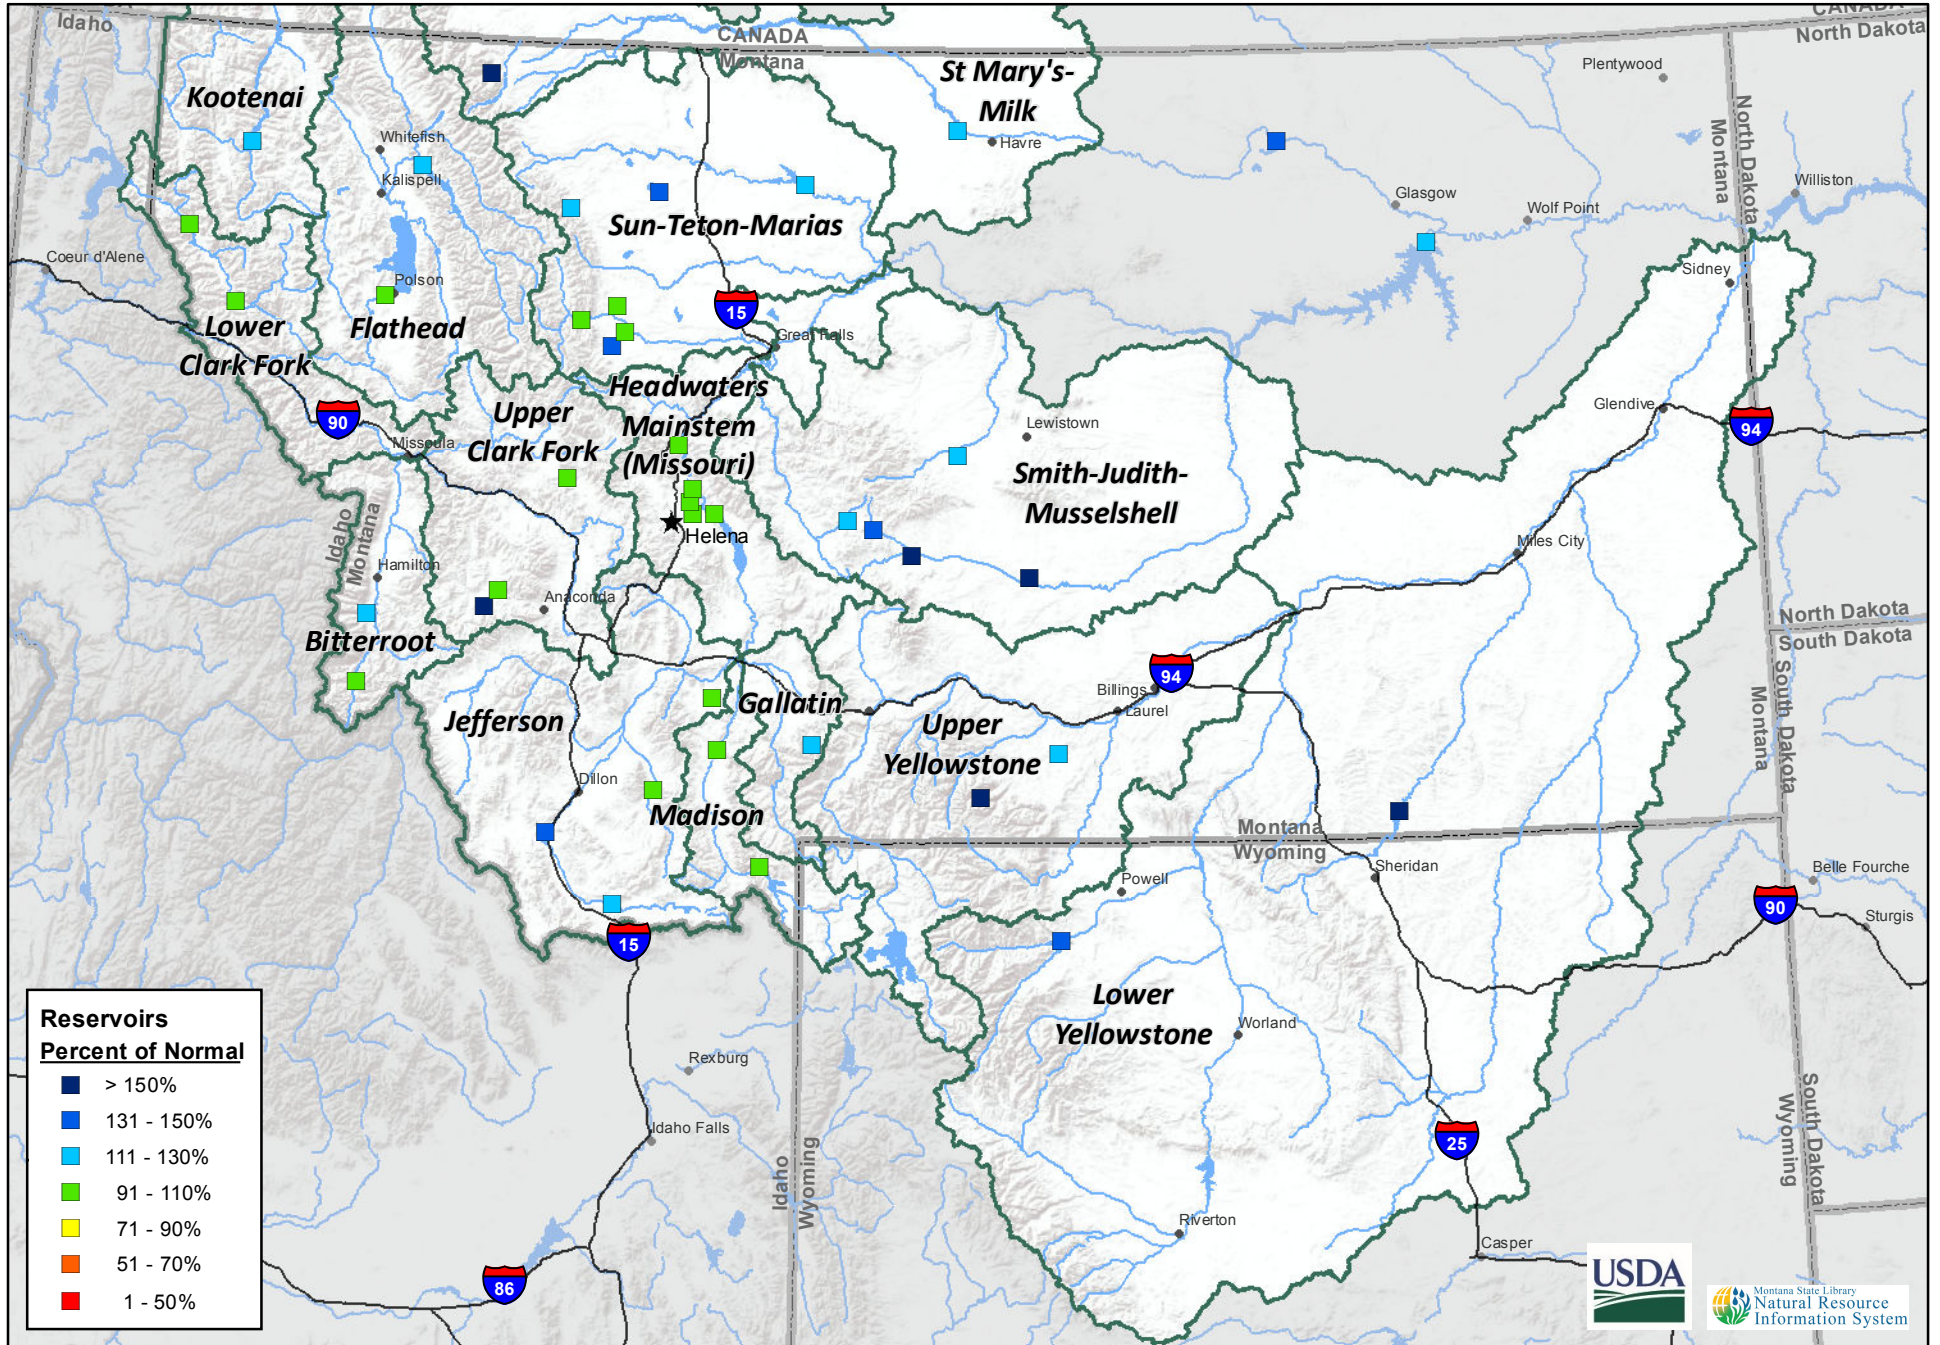 Idaho
CANADA
Montana
CANADA
North Dakota
Kootenai
St Mary's-
Milk
Plentywood
North Dakota
Montana
Whitefish
Havre
Kalispell
Glasgow
Williston
Wolf Point
Sun-Teton-Marias
Coeur d'Alene
Polson
Sidney
15
Lower
Clark Fork
Flathead
Great Falls
Headwaters
Mainstem
(Missouri)
Upper
Clark Fork
Glendive
90
94
Lewistown
Missoula
Smith-Judith-
Musselshell
Idaho
Montana
Helena
Miles City
Hamilton
Anaconda
North Dakota
South Dakota
Bitterroot
94
Billings
Laurel
South Dakota
Montana
Jefferson
Gallatin
Upper
Yellowstone
Dillon
Madison
Montana
Wyoming
Sheridan
Powell
Belle Fourche
90
Sturgis
15
Lower
Yellowstone
Worland
Reservoirs
Percent of Normal
> 150%
131 - 150%
111 - 130%
91 - 110%
71 - 90%
51 - 70%
1 - 50%
Rexburg
Idaho Falls
Idaho
Wyoming
25
South Dakota
Wyoming
Riverton
Casper
86
USDA
Montana State Library
Natural Resource
Information System